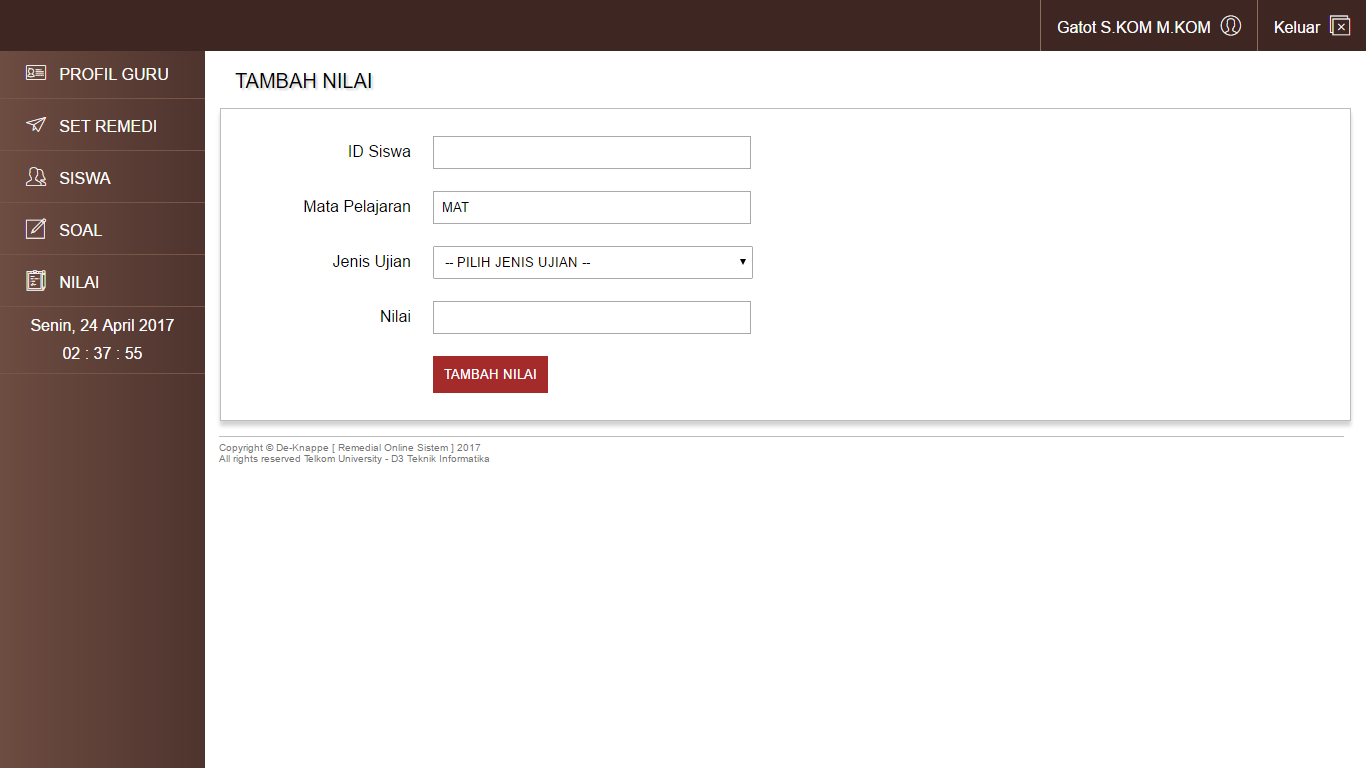 Gatot S.KOM M.KOM
Keluar
PROFIL GURU
SET REMEDI
SISWA
SOAL
NILAI
Senin, 24 April 2017
02 : 37 : 55
TAMBAH NILAI
ID Siswa
Mata Pelajaran MAT
Jenis Ujian -- PILIH JENIS UJIAN --
Nilai
TAMBAH NILAI
Copyright © De-Knappe [ Remedial Online Sistem ] 2017
All rights reserved Telkom University - D3 Teknik Informatika